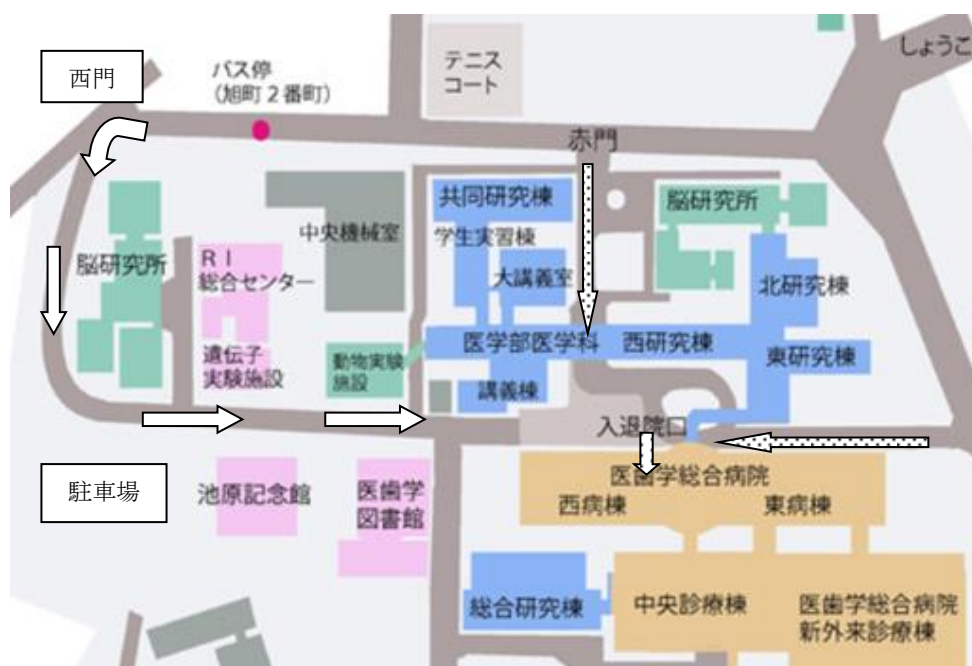 しょうこ
西門
バス停
(旭町2番町)
テニス
コート
赤門
共同研究棟
脳研究所
学生実習棟
中央機械室
大講義室
脳研究所
RI
総合センター
北研究棟
医学部医学科
西研究棟
東研究棟
遺伝子
実験施設
動物実験
施設
講義棟
入退院口
医歯学総合病院
駐車場
池原記念館
医歯学
図書館
西病棟
東病棟
総合研究棟
中央診療棟
医歯学総合病院
新外来診療棟